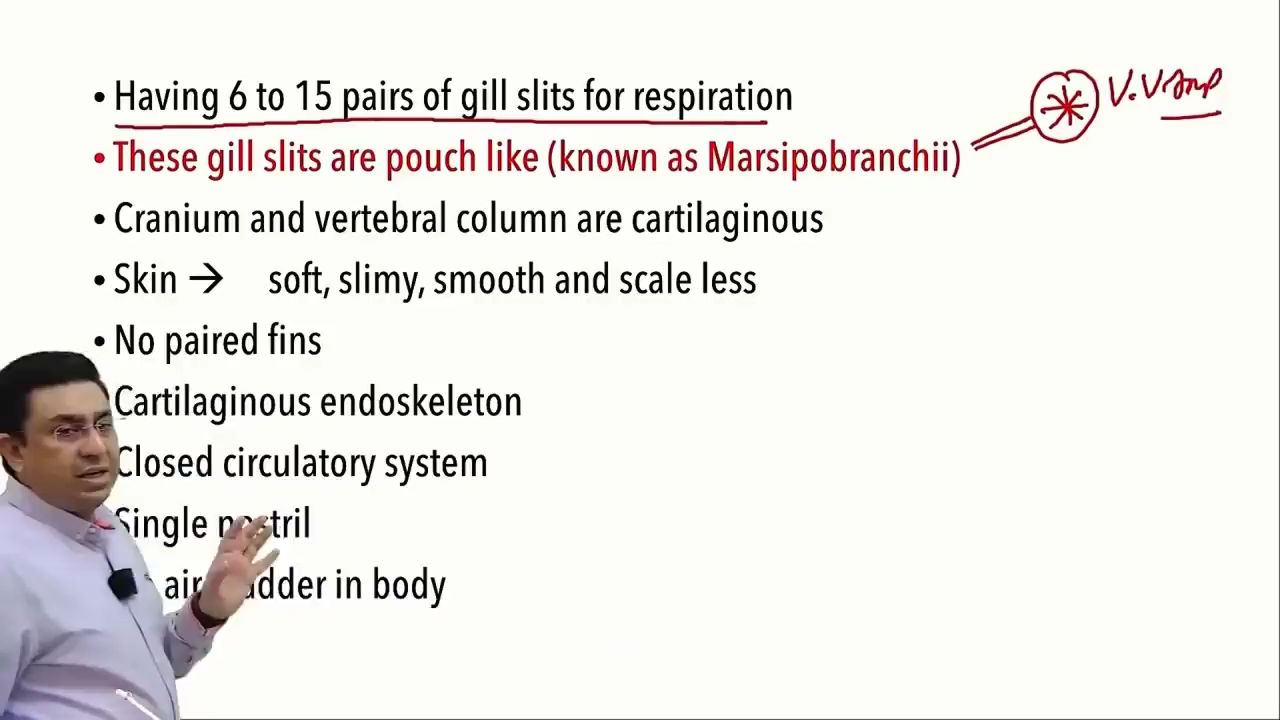 • Having 6 to 15 pairs of gill slits for respiration
V. V. Imp
• These gill slits are pouch like (known as Marsipobranchii)
• Cranium and vertebral column are cartilaginous
• Skin → soft, slimy, smooth and scale less
• No paired fins
Cartilaginous endoskeleton
Closed circulatory system
Single
air in body